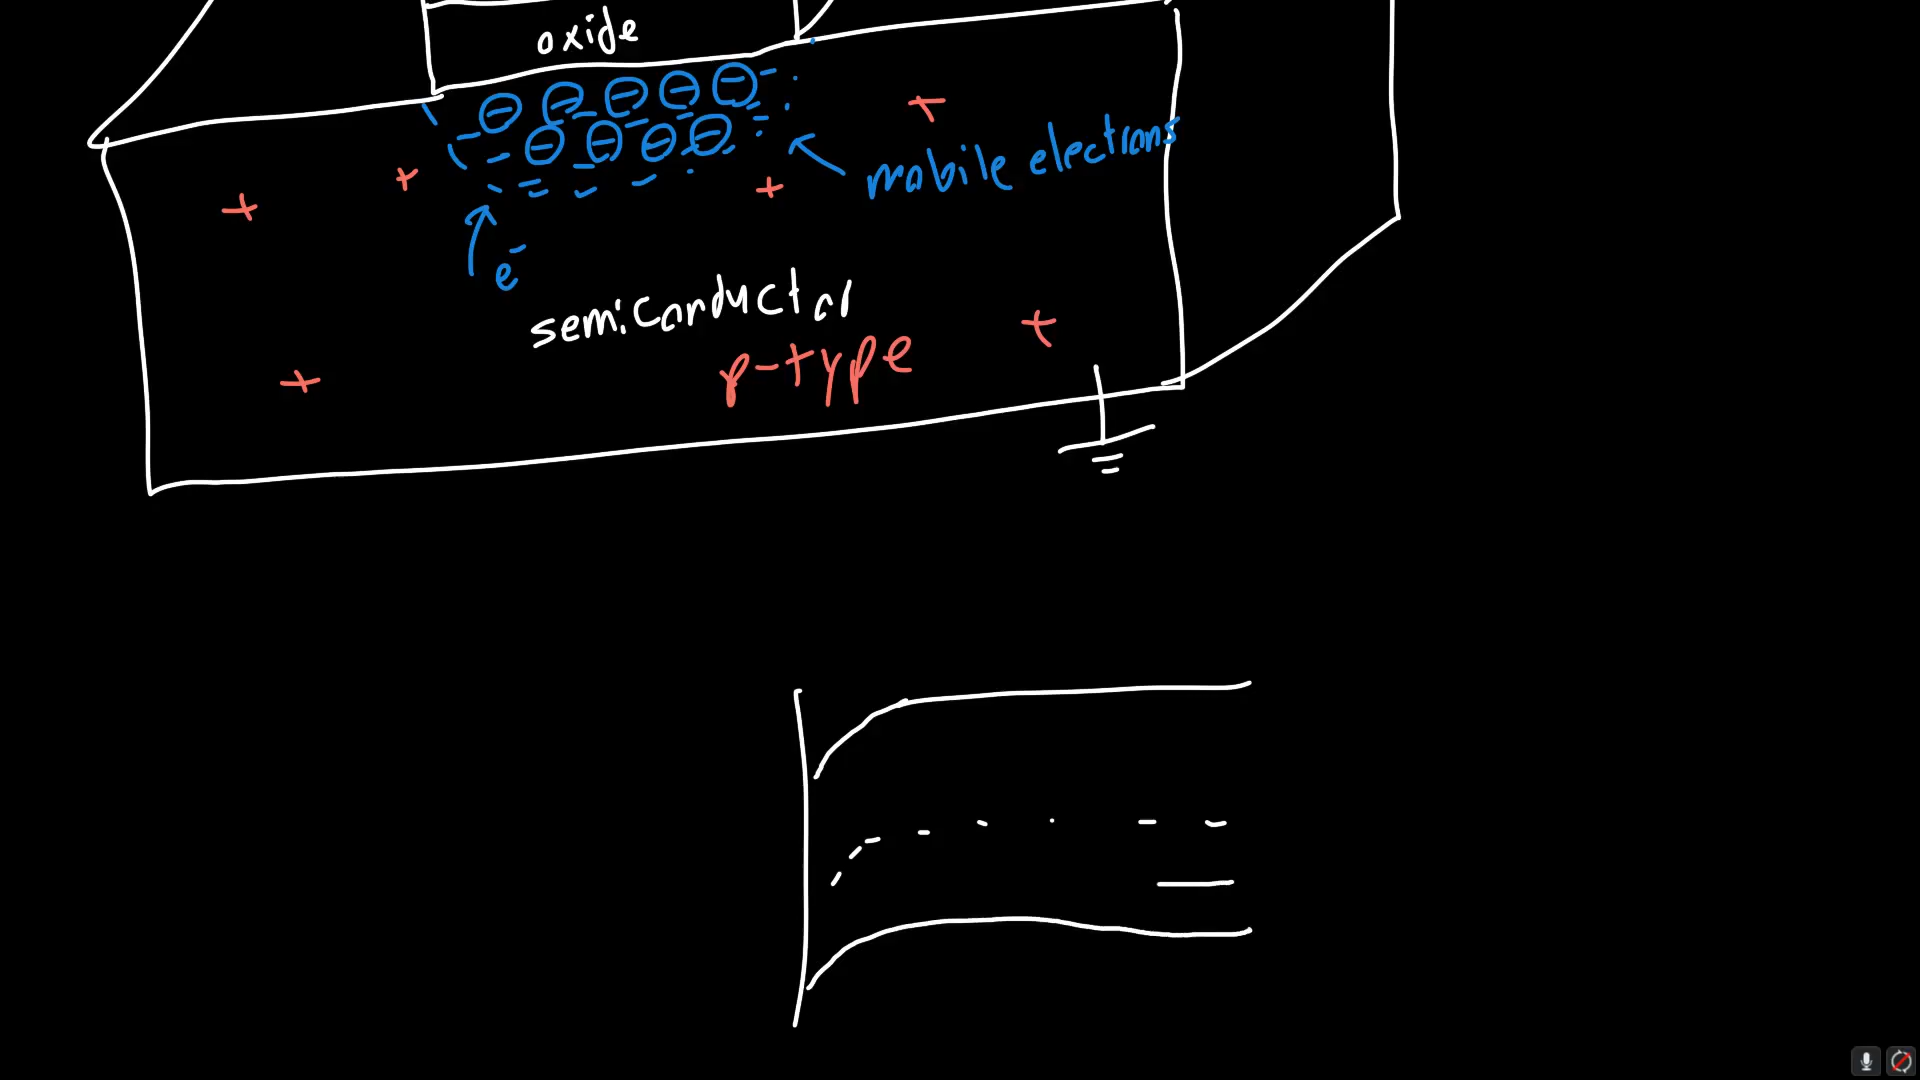 oxide
mobile electrons
e⁻
semiconductor
p-type